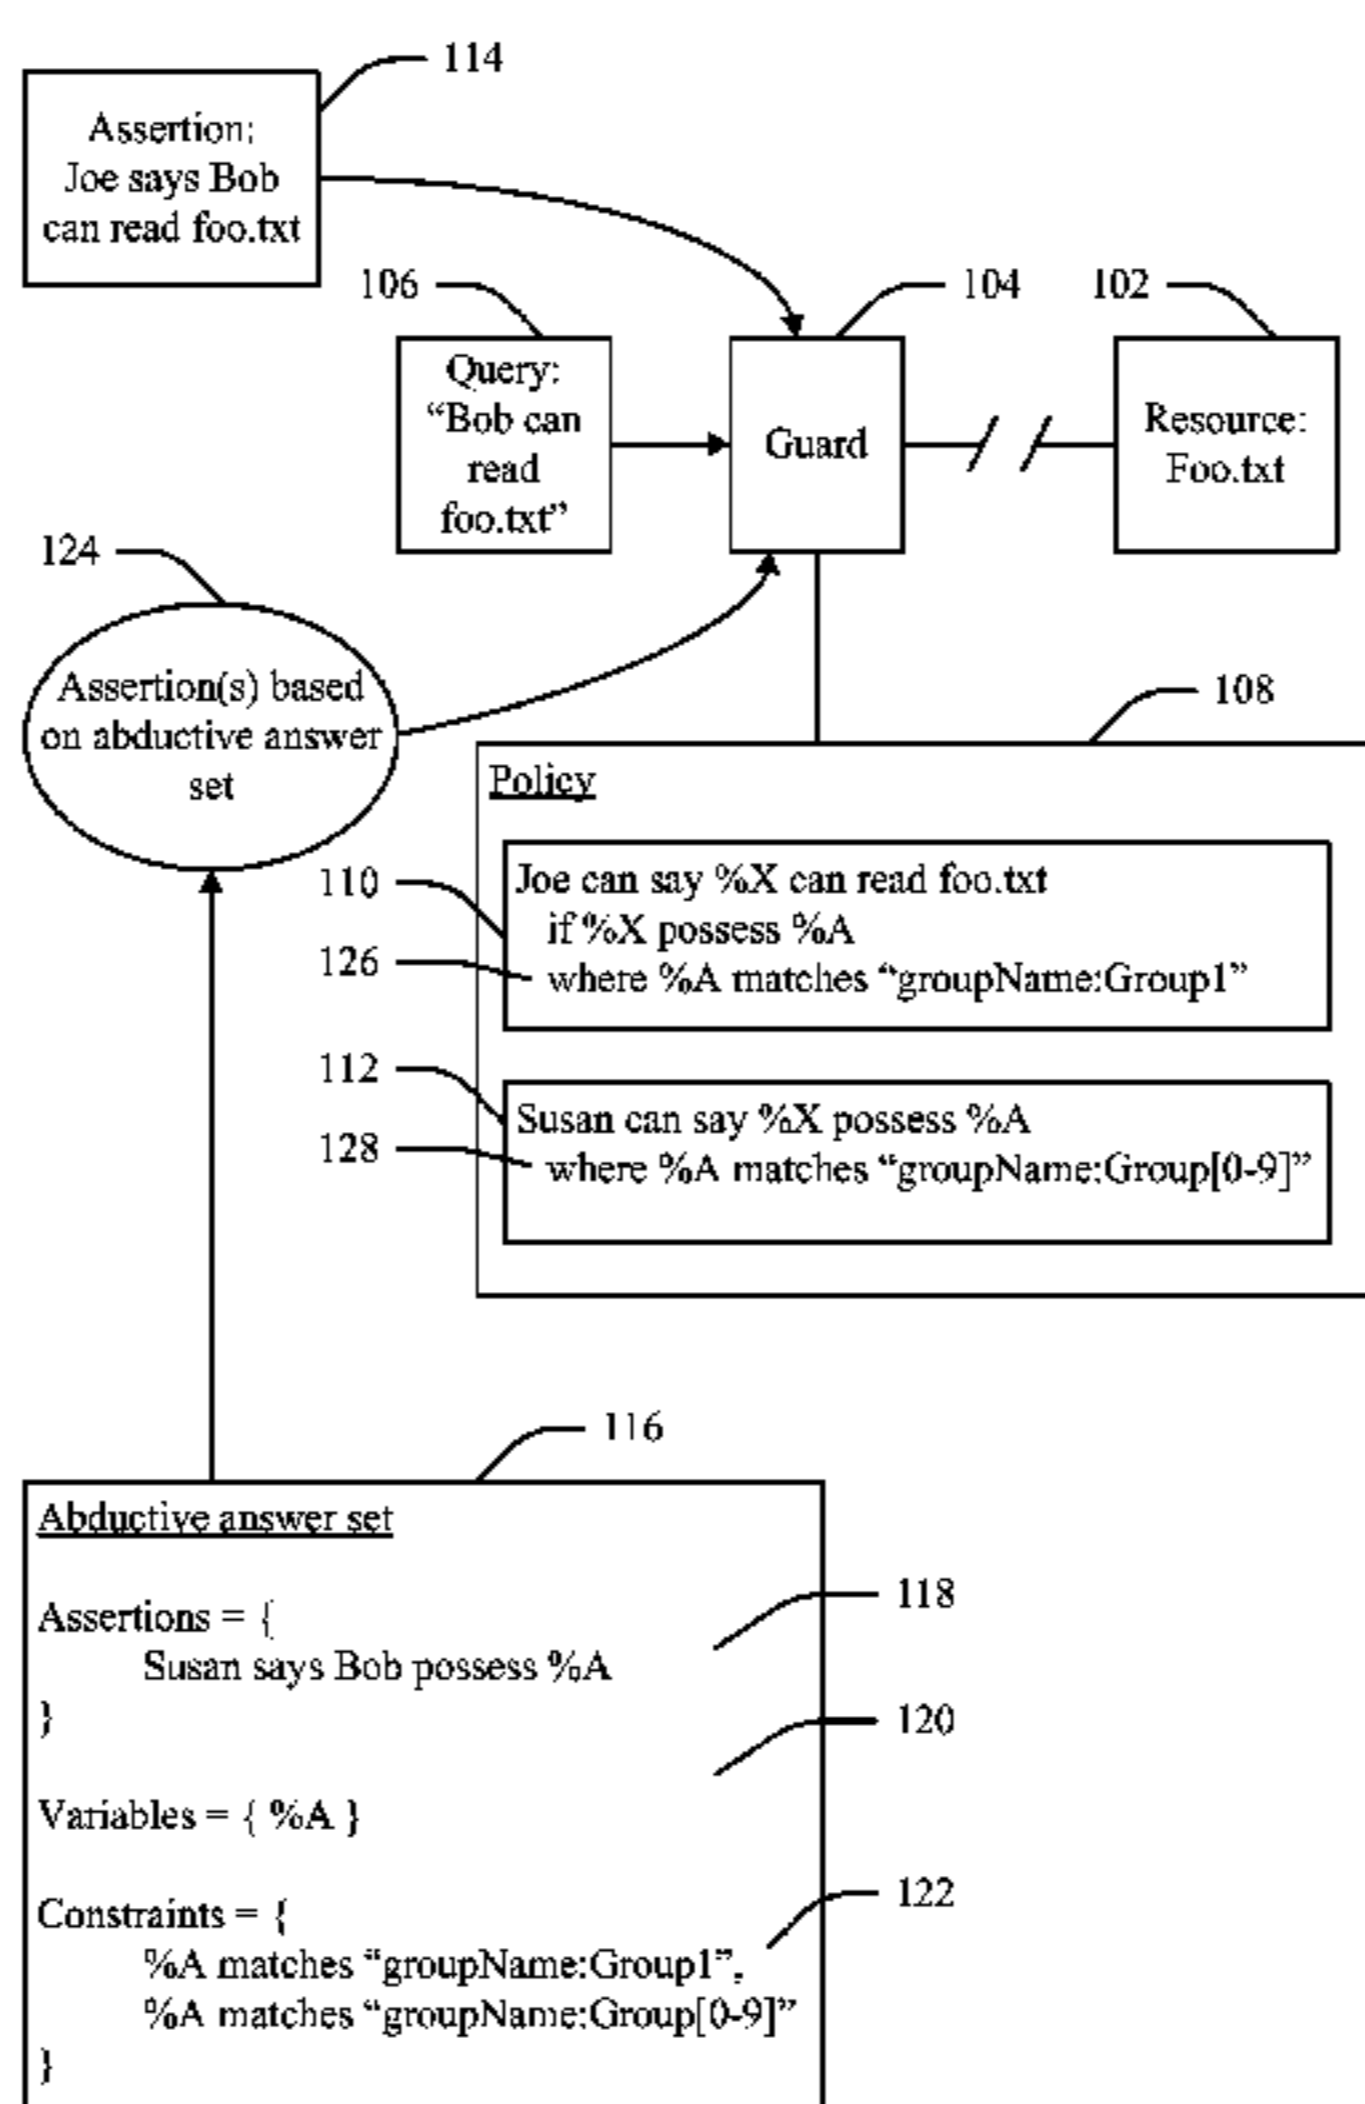 114
Assertion:
Joe says Bob
can read foo.txt
106
104
102
Query:
“Bob can
read
foo.txt”
Guard
Resource:
Foo.txt
124
Assertion(s) based
on abductive answer
set
108
Policy
110
Joe can say %X can read foo.txt
if %X possess %A
126
where %A matches “groupName:Group1”
112
Susan can say %X possess %A
128
where %A matches “groupName:Group[0-9]”
116
Abductive answer set
118
Assertions = {
Susan says Bob possess %A
}
120
Variables = { %A }
122
Constraints = {
%A matches “groupName:Group1”,
%A matches “groupName:Group[0-9]”
}